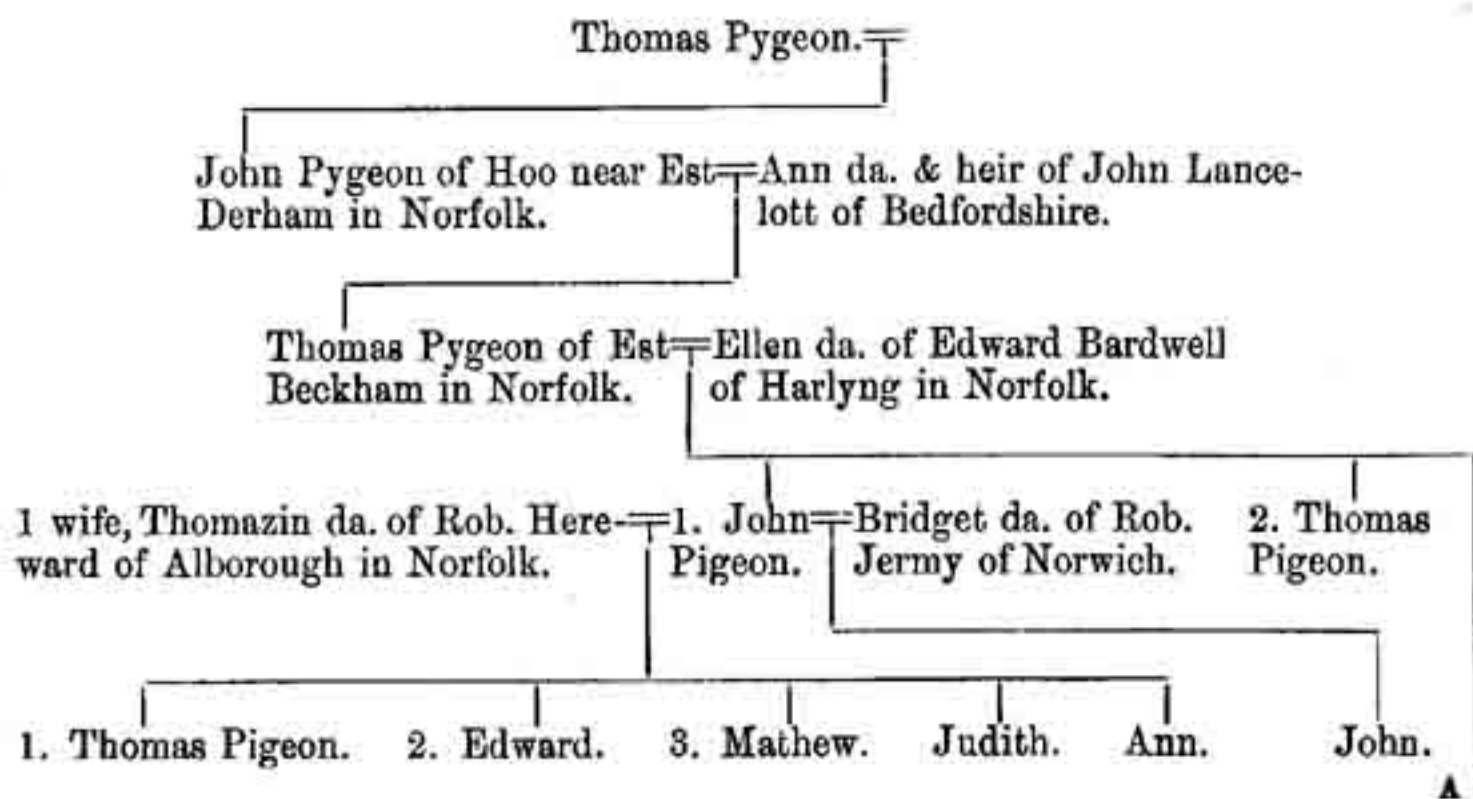 Thomas Pygeon.
John Pygeon of Hoo near Est
Derham in Norfolk.
Ann da. & heir of John Lance-
lott of Bedfordshire.
Thomas Pygeon of Est
Beckham in Norfolk.
Ellen da. of Edward Bardwell
of Harlyng in Norfolk.
1 wife, Thomazin da. of Rob. Here-
ward of Alborough in Norfolk.
1. John
Pigeon.
Bridget da. of Rob.
Jermy of Norwich.
2. Thomas
Pigeon.
1. Thomas Pigeon. 2. Edward. 3. Mathew. Judith. Ann. John.
A